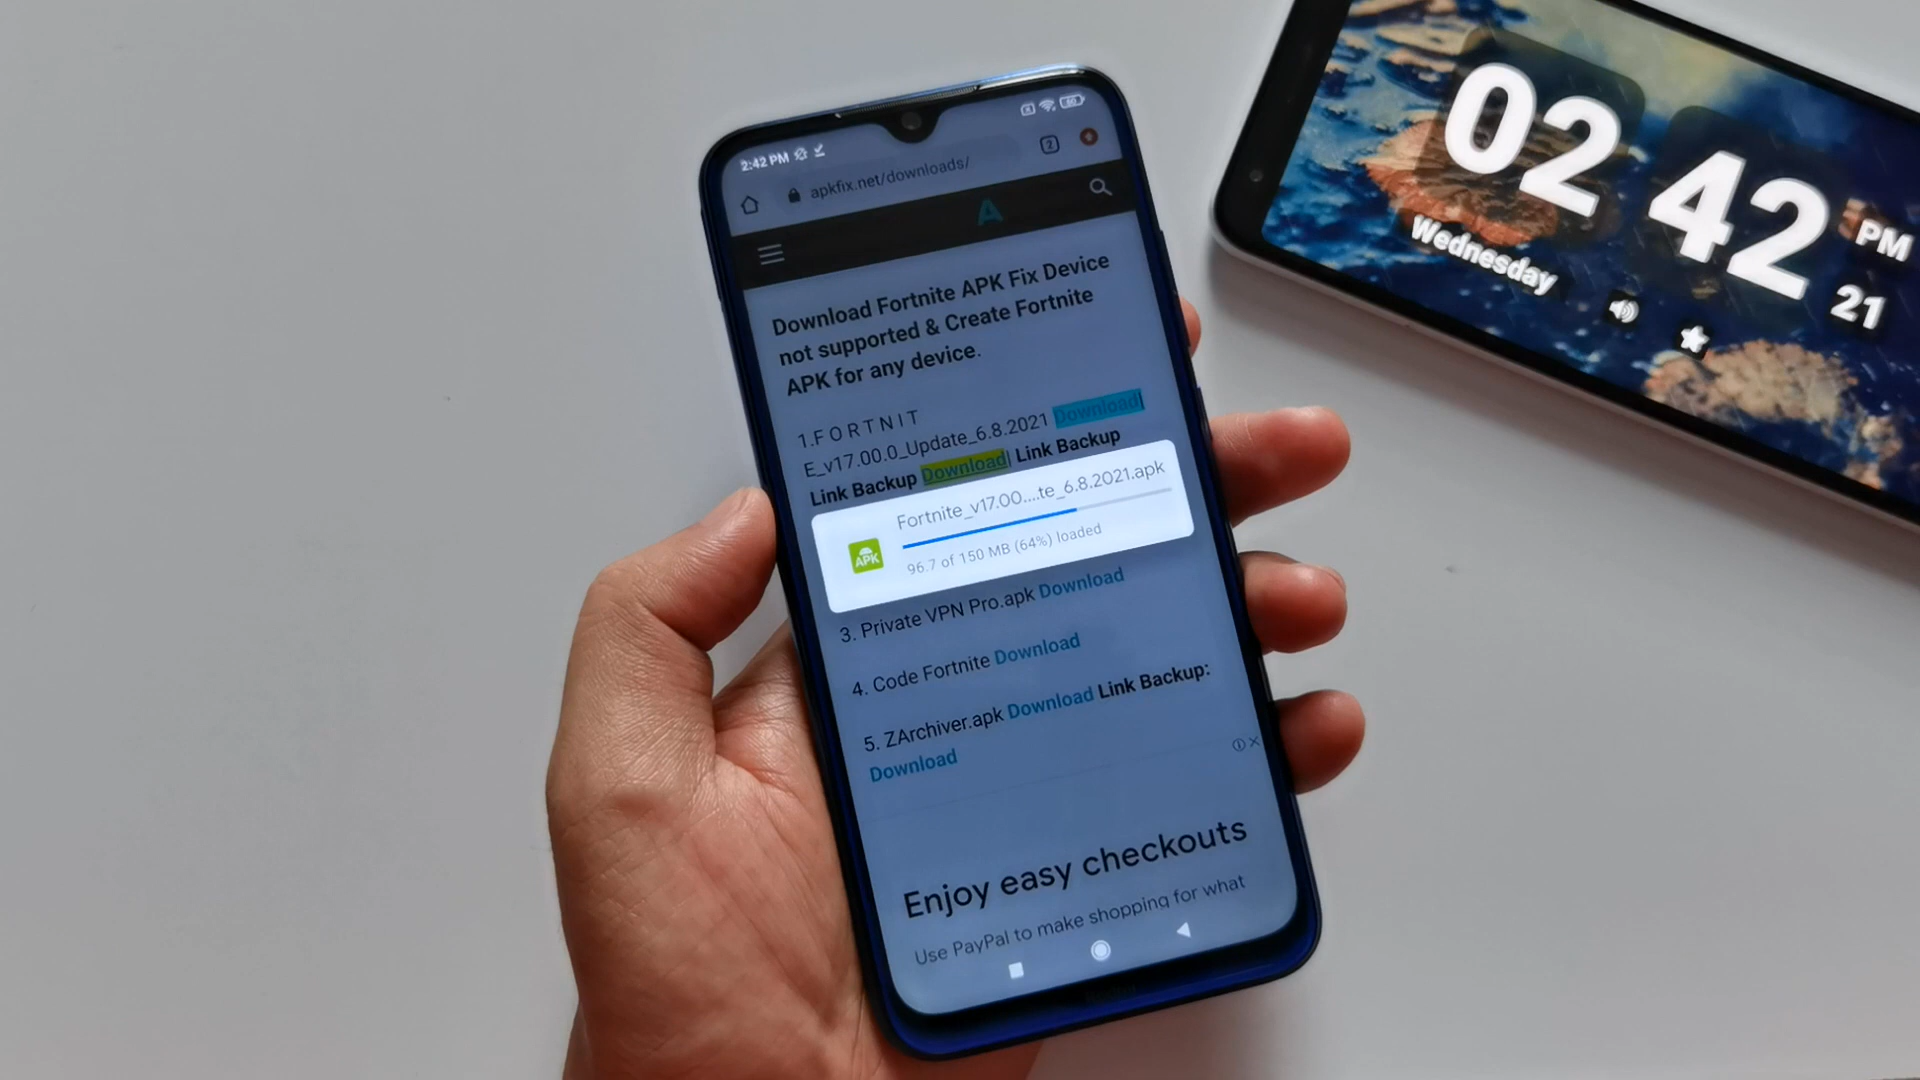 2:42 PM
60
apkfix.net/downloads/
2
Download Fortnite APK Fix Device
not supported & Create Fortnite
APK for any device.
1.F O R T N I T
E_v17.00.0_Update_6.8.2021 Download|
Link Backup Download| Link Backup
Fortnite_v17.00....te_6.8.2021.apk
APK
96.7 of 150 MB (64%) loaded
3. Private VPN Pro.apk Download
4. Code Fortnite Download
5. ZArchiver.apk Download Link Backup:
Download
Enjoy easy checkouts
Use PayPal to make shopping for what
02 42 PM
Wednesday 21